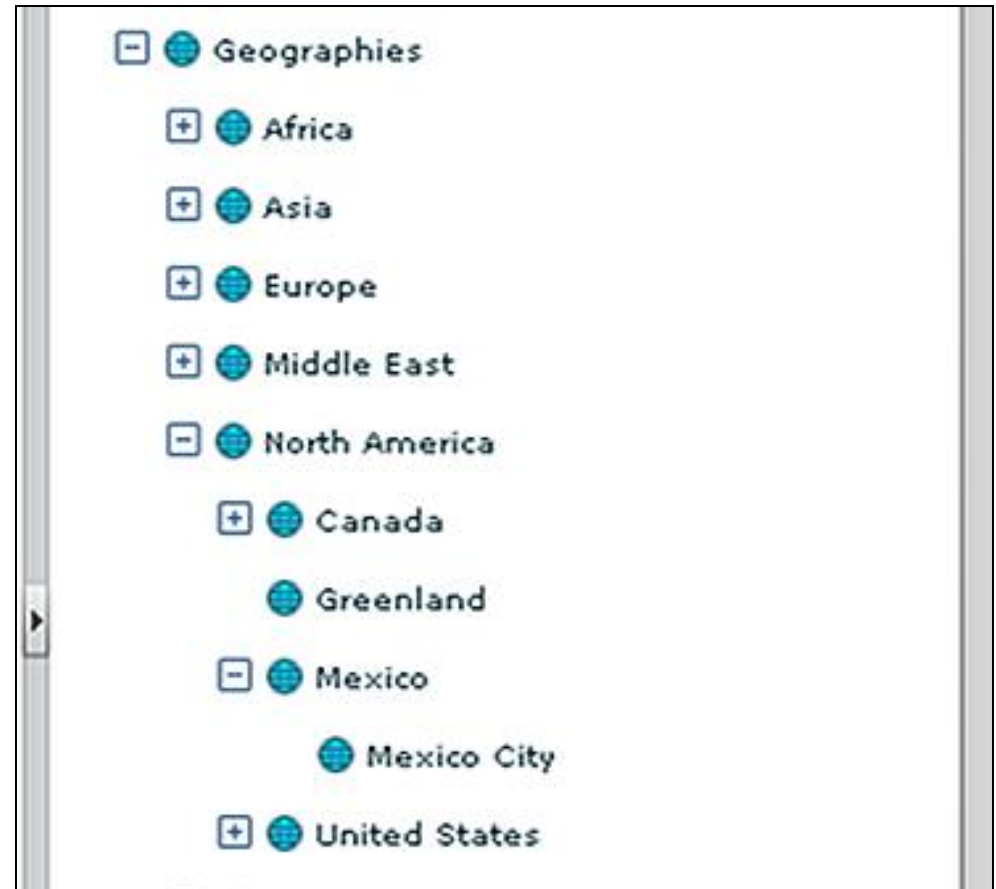 Geographies
Africa
Asia
Europe
Middle East
North America
Canada
Greenland
Mexico
Mexico City
United States